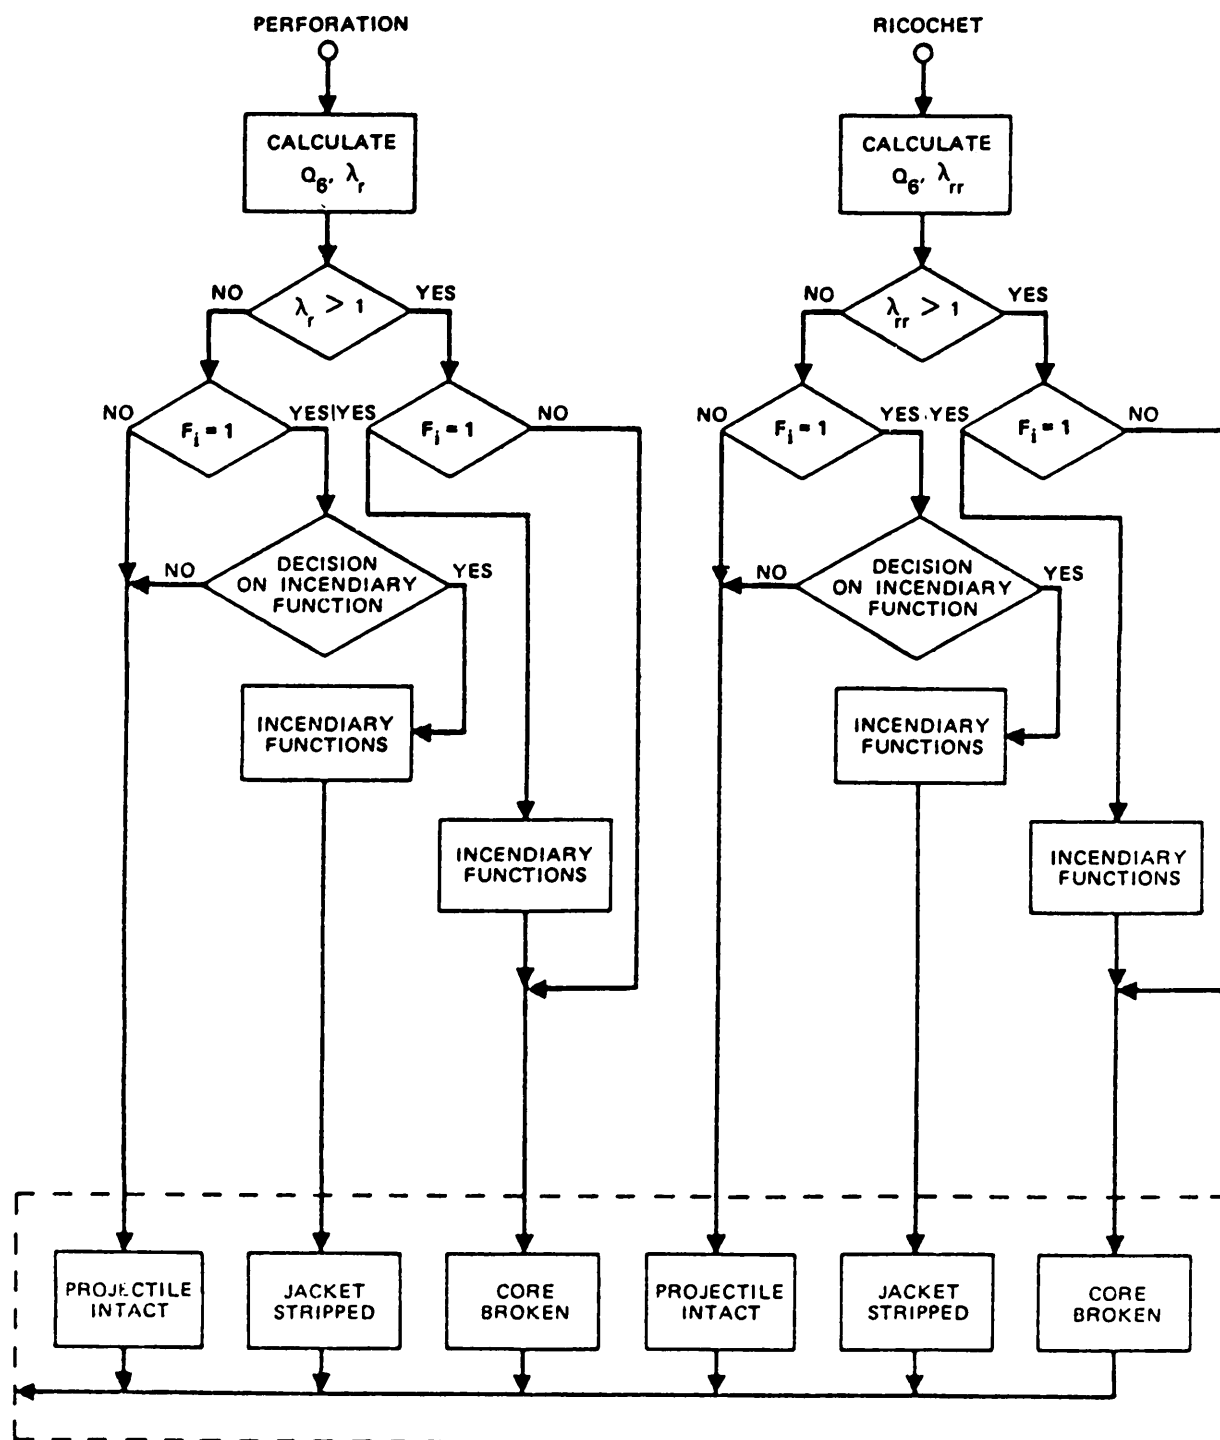 PERFORATION
CALCULATE
Q6, λr
λr > 1
NO
YES
Fi = 1
NO
YES
Fi = 1
YES
NO
DECISION
ON INCENDIARY
FUNCTION
NO
YES
INCENDIARY
FUNCTIONS
INCENDIARY
FUNCTIONS
PROJECTILE
INTACT
JACKET
STRIPPED
CORE
BROKEN
RICOCHET
CALCULATE
Q6, λrr
λrr > 1
NO
YES
Fi = 1
NO
YES
Fi = 1
YES
NO
DECISION
ON INCENDIARY
FUNCTION
NO
YES
INCENDIARY
FUNCTIONS
INCENDIARY
FUNCTIONS
PROJECTILE
INTACT
JACKET
STRIPPED
CORE
BROKEN